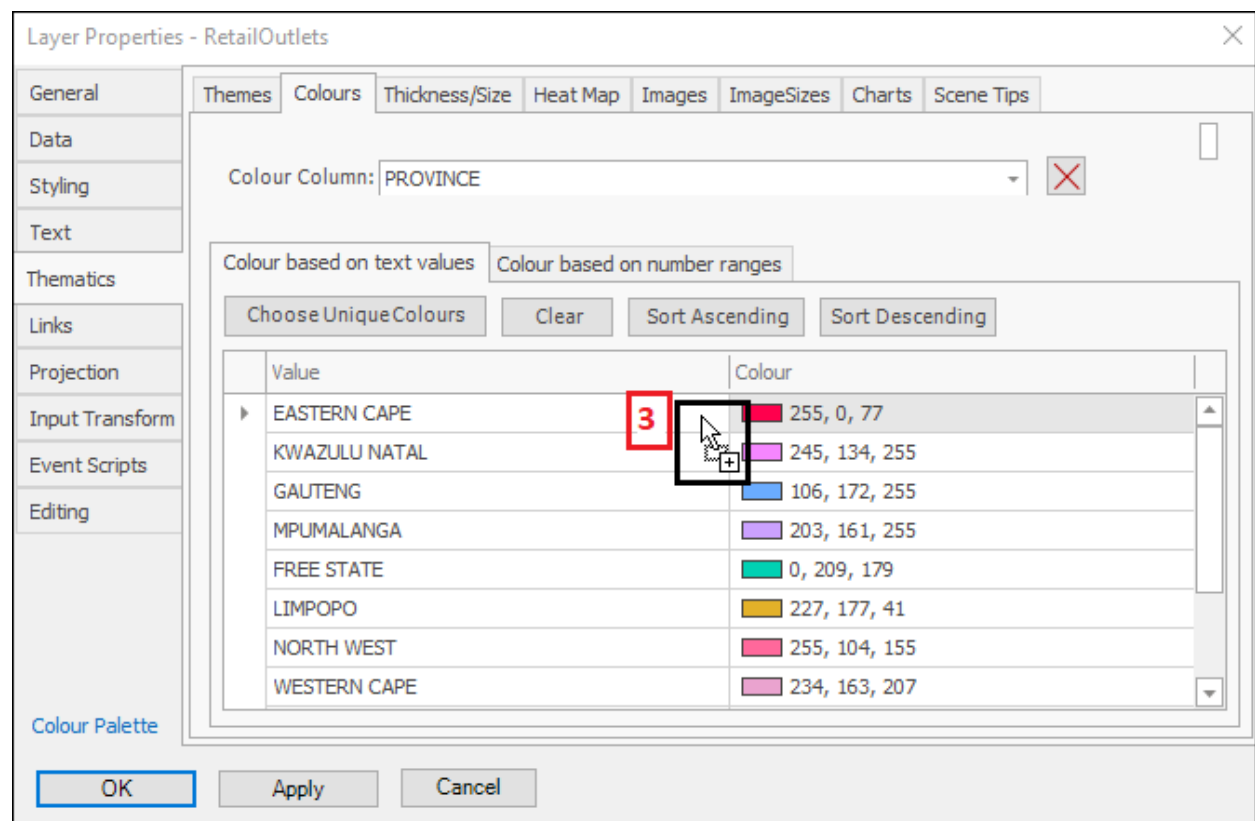 Layer Properties - RetailOutlets
General
Data
Styling
Text
Thematics
Links
Projection
Input Transform
Event Scripts
Editing
Colour Palette
Themes Colours Thickness/Size Heat Map Images ImageSizes Charts Scene Tips
Colour Column: PROVINCE
Colour based on text values Colour based on number ranges
Choose Unique Colours Clear Sort Ascending Sort Descending
Value Colour
EASTERN CAPE 255, 0, 77
3
KWAZULU NATAL 245, 134, 255
GAUTENG 106, 172, 255
MPUMALANGA 203, 161, 255
FREE STATE 0, 209, 179
LIMPOPO 227, 177, 41
NORTH WEST 255, 104, 155
WESTERN CAPE 234, 163, 207
OK Apply Cancel